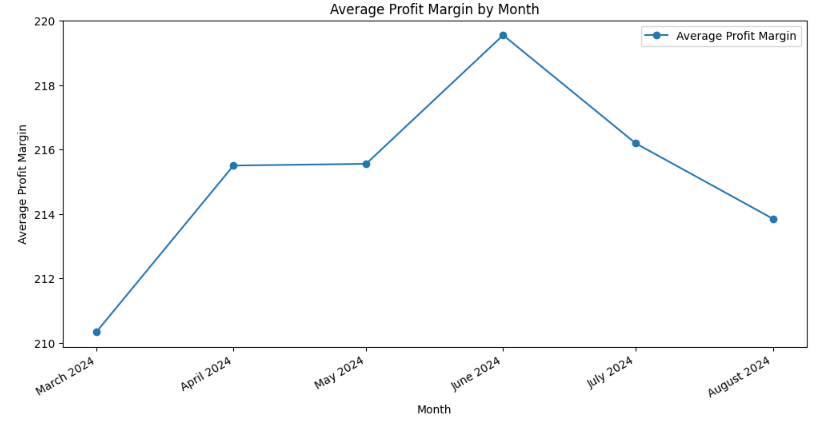 Average Profit Margin by Month
Average Profit Margin
220
218
216
214
212
210
Average Profit Margin
March 2024
April 2024
May 2024
June 2024
July 2024
August 2024
Month